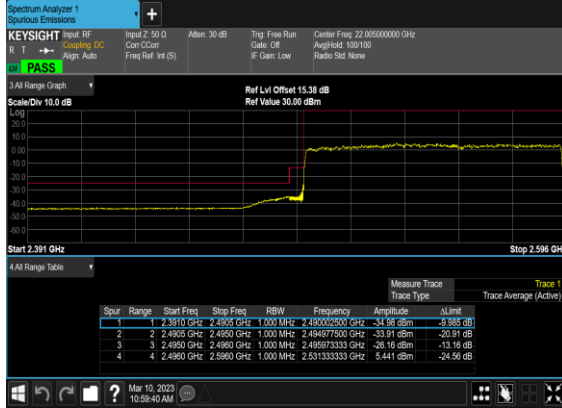 Spectrum Analyzer 1
Spurious Emissions
+
KEYSIGHT Input: RF Input Z: 50 Ω Atten: 30 dB Trig: Free Run Center Freq: 22.005000000 GHz
R T Coupling: DC Corr CCorr Gate: Off Avg|Hold: 100/100
Align: Auto Freq Ref: Int (S) IF Gain: Low Radio Std: None
PASS
3 All Range Graph
Ref Lvl Offset 15.38 dB
Scale/Div 10.0 dB Ref Value 30.00 dBm
Log
20.0
10.0
0.00
-10.0
-20.0
-30.0
-40.0
-50.0
-60.0
Start 2.391 GHz Stop 2.596 GH
4 All Range Table
Measure Trace Trace 1
Trace Type Trace Average (Active)
Spur Range Start Freq Stop Freq RBW Frequency Amplitude ΔLimit
1 1 2.3910 GHz 2.4905 GHz 1.000 MHz 2.490002500 GHz -34.98 dBm -9.985 dB
2 2 2.4905 GHz 2.4950 GHz 1.000 MHz 2.494977500 GHz -33.91 dBm -20.91 dB
3 3 2.4950 GHz 2.4960 GHz 1.000 MHz 2.495973333 GHz -26.16 dBm -13.16 dB
4 4 2.4960 GHz 2.5960 GHz 1.000 MHz 2.531333333 GHz 5.441 dBm -24.56 dB
? Mar 10, 2023
10:59:40 AM